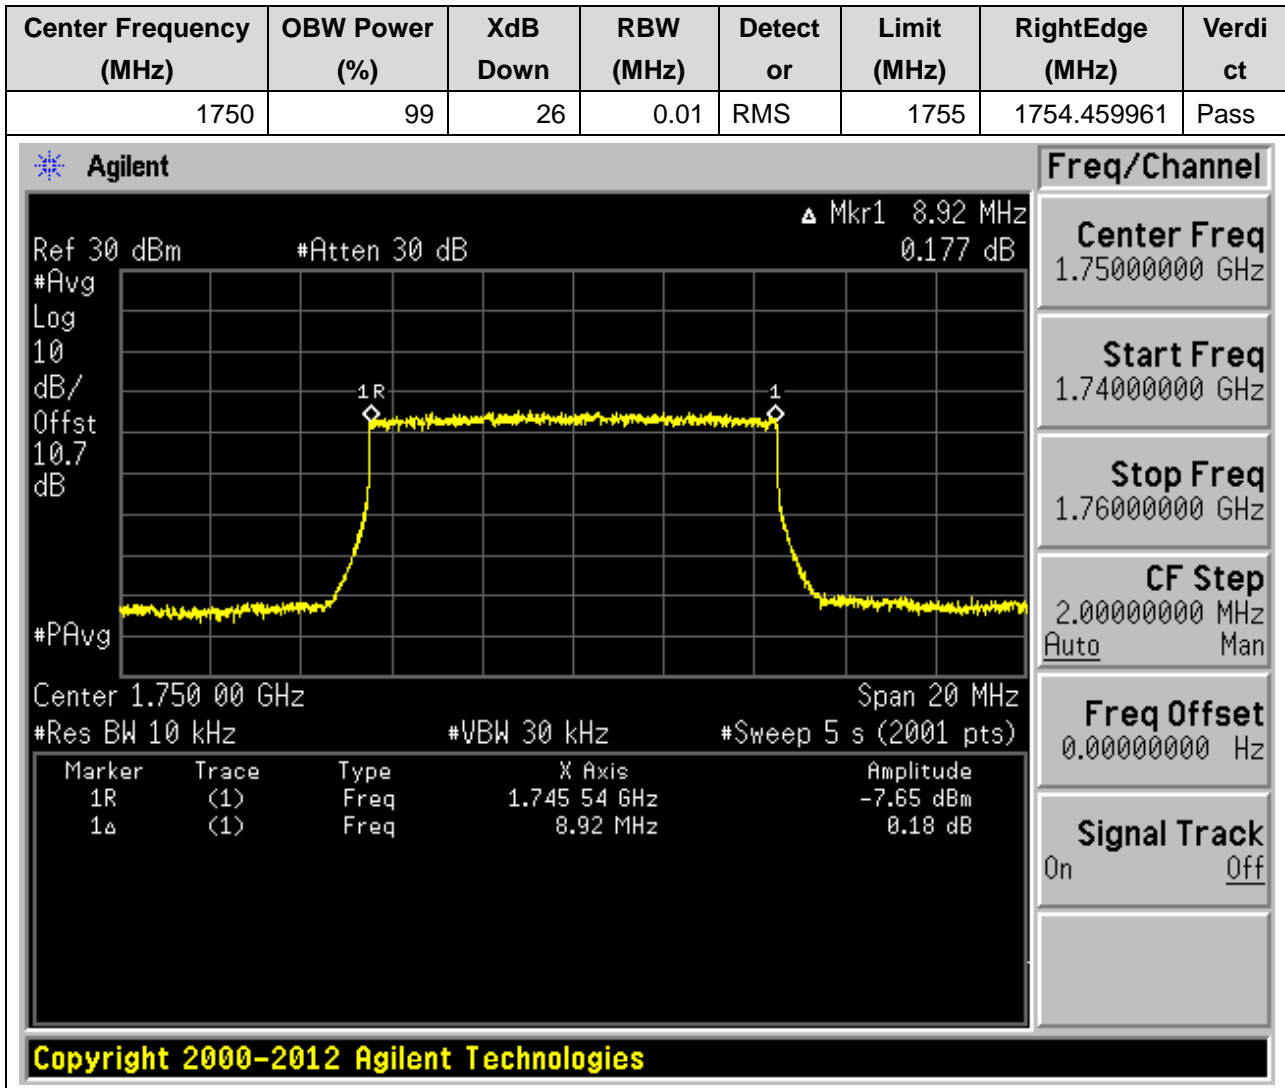 Center Frequency (MHz) OBW Power (%) XdB Down RBW (MHz) Detect or Limit (MHz) RightEdge (MHz) Verdi ct
1750 99 26 0.01 RMS 1755 1754.459961 Pass
Agilent
Freq/Channel
Δ Mkr1 8.92 MHz
Ref 30 dBm #Atten 30 dB 0.177 dB
#Avg
Log
10
dB/
Offst
10.7
dB
1R
1
#PAvg
Center 1.750 00 GHz Span 20 MHz
#Res BW 10 kHz #VBW 30 kHz #Sweep 5 s (2001 pts)
Marker Trace Type X Axis Amplitude
1R (1) Freq 1.745 54 GHz -7.65 dBm
1Δ (1) Freq 8.92 MHz 0.18 dB
Center Freq
1.75000000 GHz
Start Freq
1.74000000 GHz
Stop Freq
1.76000000 GHz
CF Step
2.00000000 MHz
Auto Man
Freq Offset
0.00000000 Hz
Signal Track
On Off
Copyright 2000-2012 Agilent Technologies